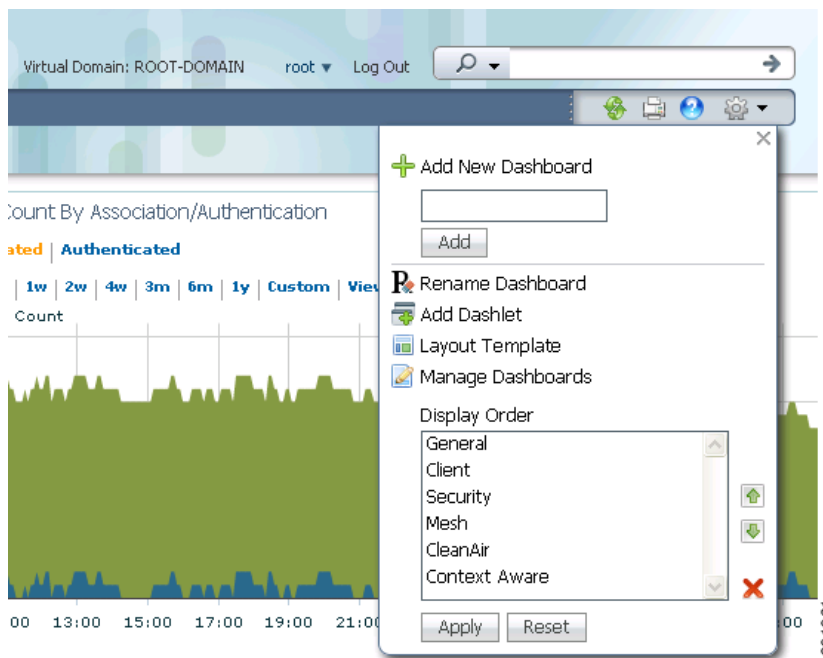 Virtual Domain: ROOT-DOMAIN root Log Out
Add New Dashboard
Add
Rename Dashboard
Add Dashlet
Layout Template
Manage Dashboards
Display Order
General
Client
Security
Mesh
CleanAir
Context Aware
Apply Reset
Count By Association/Authentication
ated | Authenticated
| 1w | 2w | 4w | 3m | 6m | 1y | Custom | View
Count
00 13:00 15:00 17:00 19:00 21:00 :00